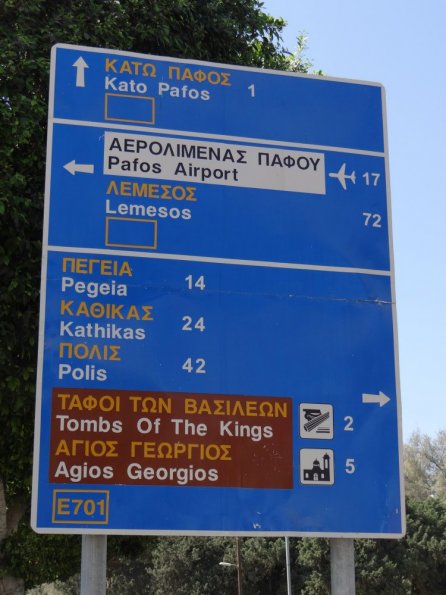 ΚΑΤΩ ΠΑΦΟΣ
Kato Pafos 1
ΑΕΡΟΛΙΜΕΝΑΣ ΠΑΦΟΥ
Pafos Airport 17
ΛΕΜΕΣΟΣ
Lemesos 72
ΠΕΓΕΙΑ
Pegeia 14
ΚΑΘΙΚΑΣ
Kathikas 24
ΠΟΛΙΣ
Polis 42
ΤΑΦΟΙ ΤΩΝ ΒΑΣΙΛΕΩΝ
Tombs Of The Kings 2
ΑΓΙΟΣ ΓΕΩΡΓΙΟΣ
Agios Georgios 5
E701